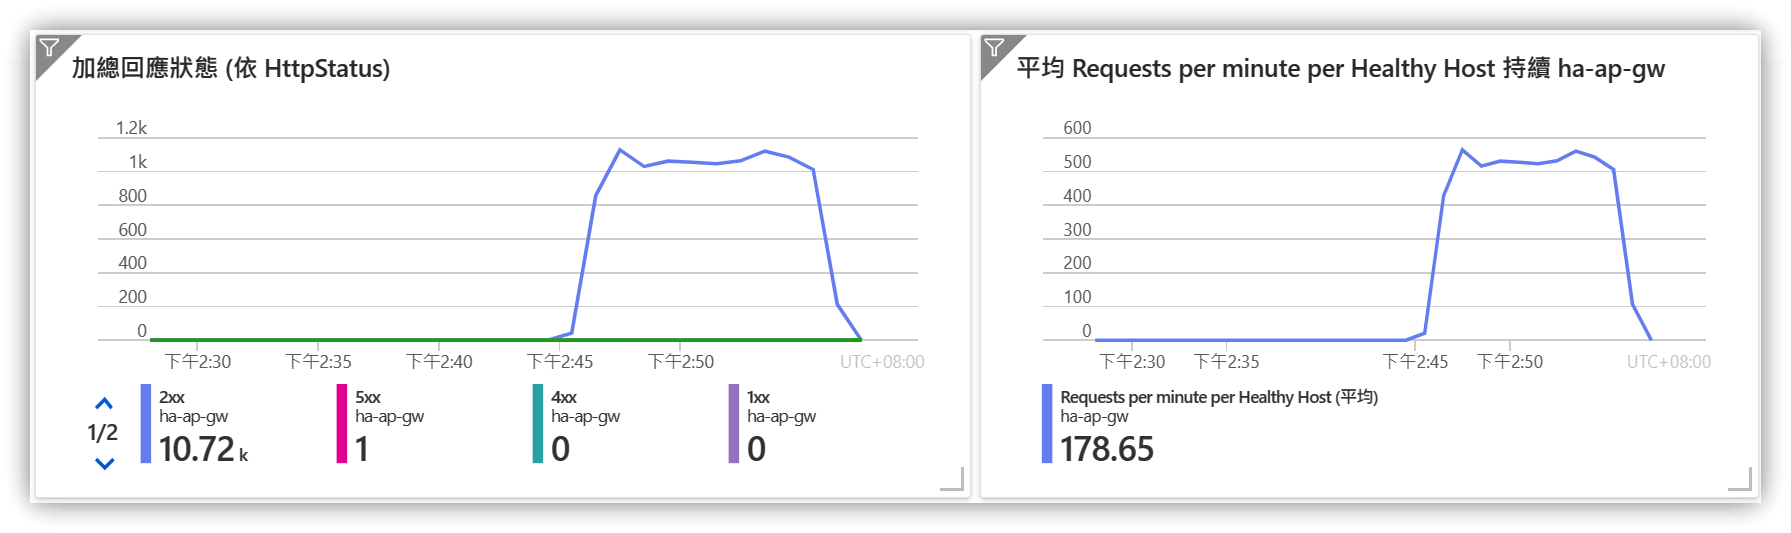 加總回應狀態 (依 HttpStatus)
1.2k
1k
800
600
400
200
0
下午2:30
下午2:35
下午2:40
下午2:45
下午2:50
UTC+08:00
1/2
2xx
ha-ap-gw
10.72 k
5xx
ha-ap-gw
1
4xx
ha-ap-gw
0
1xx
ha-ap-gw
0
平均 Requests per minute per Healthy Host 持續 ha-ap-gw
600
500
400
300
200
100
0
下午2:30
下午2:35
下午2:45
下午2:50
UTC+08:00
Requests per minute per Healthy Host (平均)
ha-ap-gw
178.65